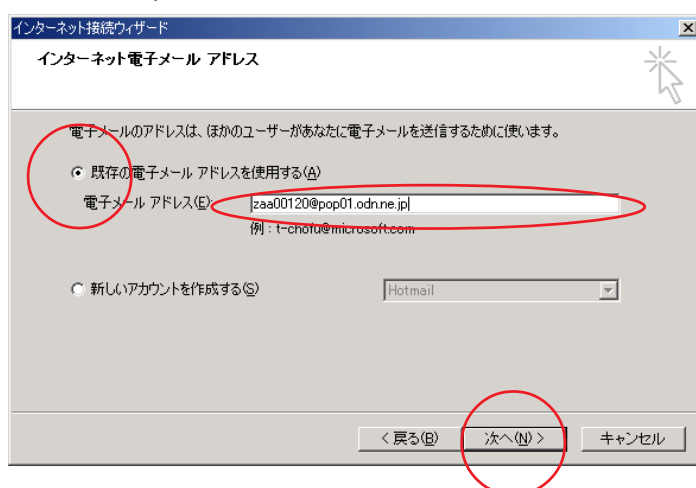 インターネット接続ウィザード
インターネット電子メール アドレス
電子メールのアドレスは、ほかのユーザーがあなたに電子メールを送信するために使います。
既存の電子メール アドレスを使用する(A)
電子メール アドレス(E): zaa00120@pop01.odn.ne.jp
例 : t-chofu@microsoft.com
新しいアカウントを作成する(S) Hotmail
< 戻る(B) 次へ(N) > キャンセル